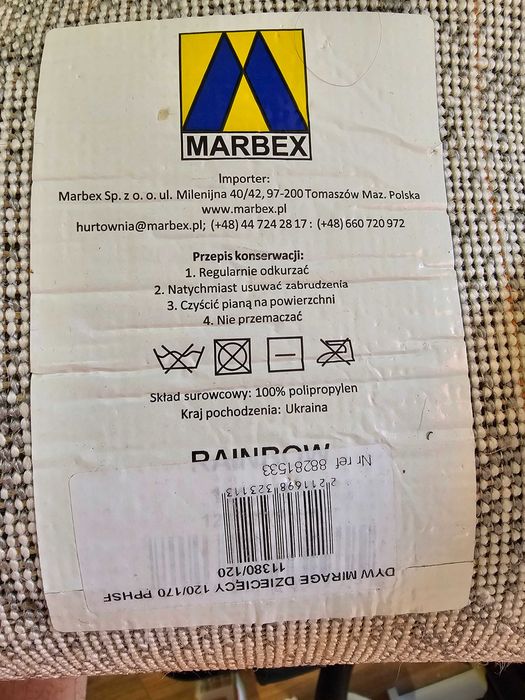 MARBEX
Importer:
Marbex Sp. z o. o. ul. Milenijna 40/42, 97-200 Tomaszów Maz. Polska
www.marbex.pl
hurtownia@marbex.pl; (+48) 44 724 28 17 : (+48) 660 720 972
Przepis konserwacji:
1. Regularnie odkurzać
2. Natychmiast usuwać zabrudzenia
3. Czyścić pianą na powierzchni
4. Nie przemaczać
Skład surowcowy: 100% polipropylen
Kraj pochodzenia: Ukraina
RAINBOW
DYW MIRAGE DZIECIĘCY 120/170 PPHSF
11380/120
2 211698 323113
Nr ref 88281533